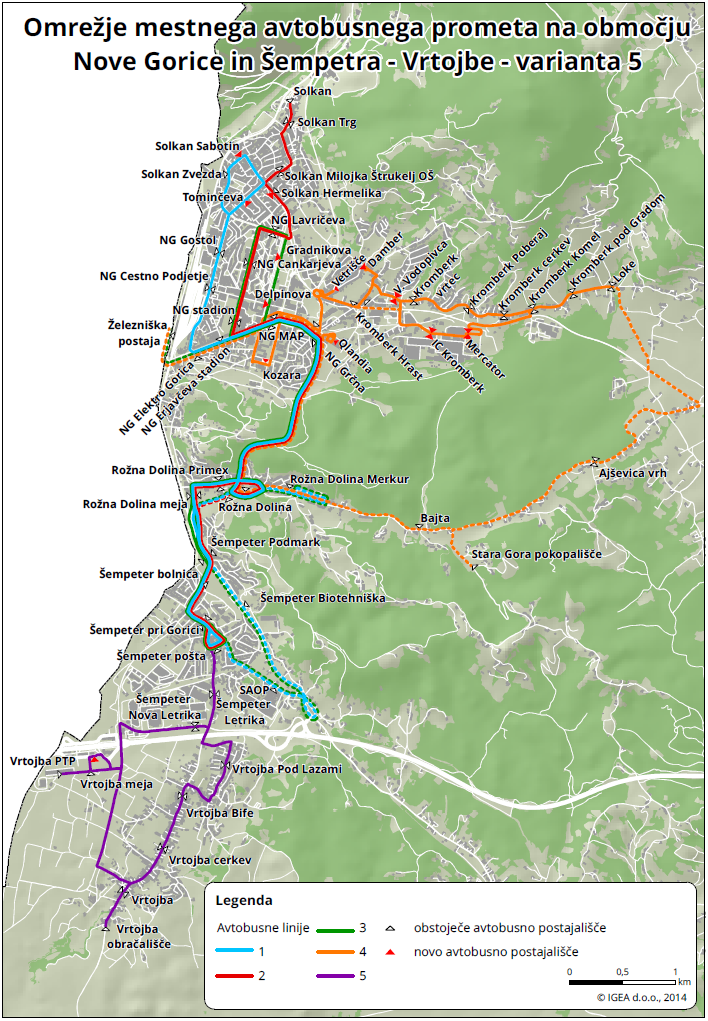 Omrežje mestnega avtobusnega prometa na območju
Nove Gorice in Šempetra - Vrtojbe - varianta 5
Solkan
Solkan Trg
Solkan Sabotin
Solkan Zvezda
Solkan Milojka Štrukelj OŠ
Solkan Hermelika
Tominčeva
NG Lavričeva
NG Gostol
Gradnikova
NG Cankarjeva
Vetrišče
Damber
V. Vodopivca
Kromberk
vrtec
Kromberk Poberaj
Kromberk cerkev
Kromberk Komel
Kromberk pod Gradom
Loke
NG Cestno Podjetje
Delpinova
NG stadion
Železniška
postaja
NG MAP
Kromberk Hrast
IC Kromberk
Mercator
Qlandia
NG Grčna
Kozara
NG Elektro Gorica
NG Erjavčeva stadion
Rožna Dolina Primex
Rožna Dolina Merkur
Ajševica vrh
Rožna Dolina meja
Rožna Dolina
Bajta
Šempeter Podmark
Stara Gora pokopališče
Šempeter bolnica
Šempeter Biotehniška
Šempeter pri Gorici
Šempeter pošta
SAOP
Šempeter
Nova Letrika
Šempeter
Letrika
Vrtojba PTP
Vrtojba Pod Lazami
Vrtojba meja
Vrtojba Bife
Vrtojba cerkev
Vrtojba
Vrtojba
obračališče
Legenda
Avtobusne linije
1
2
3
4
5
obstoječe avtobusno postajališče
novo avtobusno postajališče
0 0,5 1
km
© IGEA d.o.o., 2014